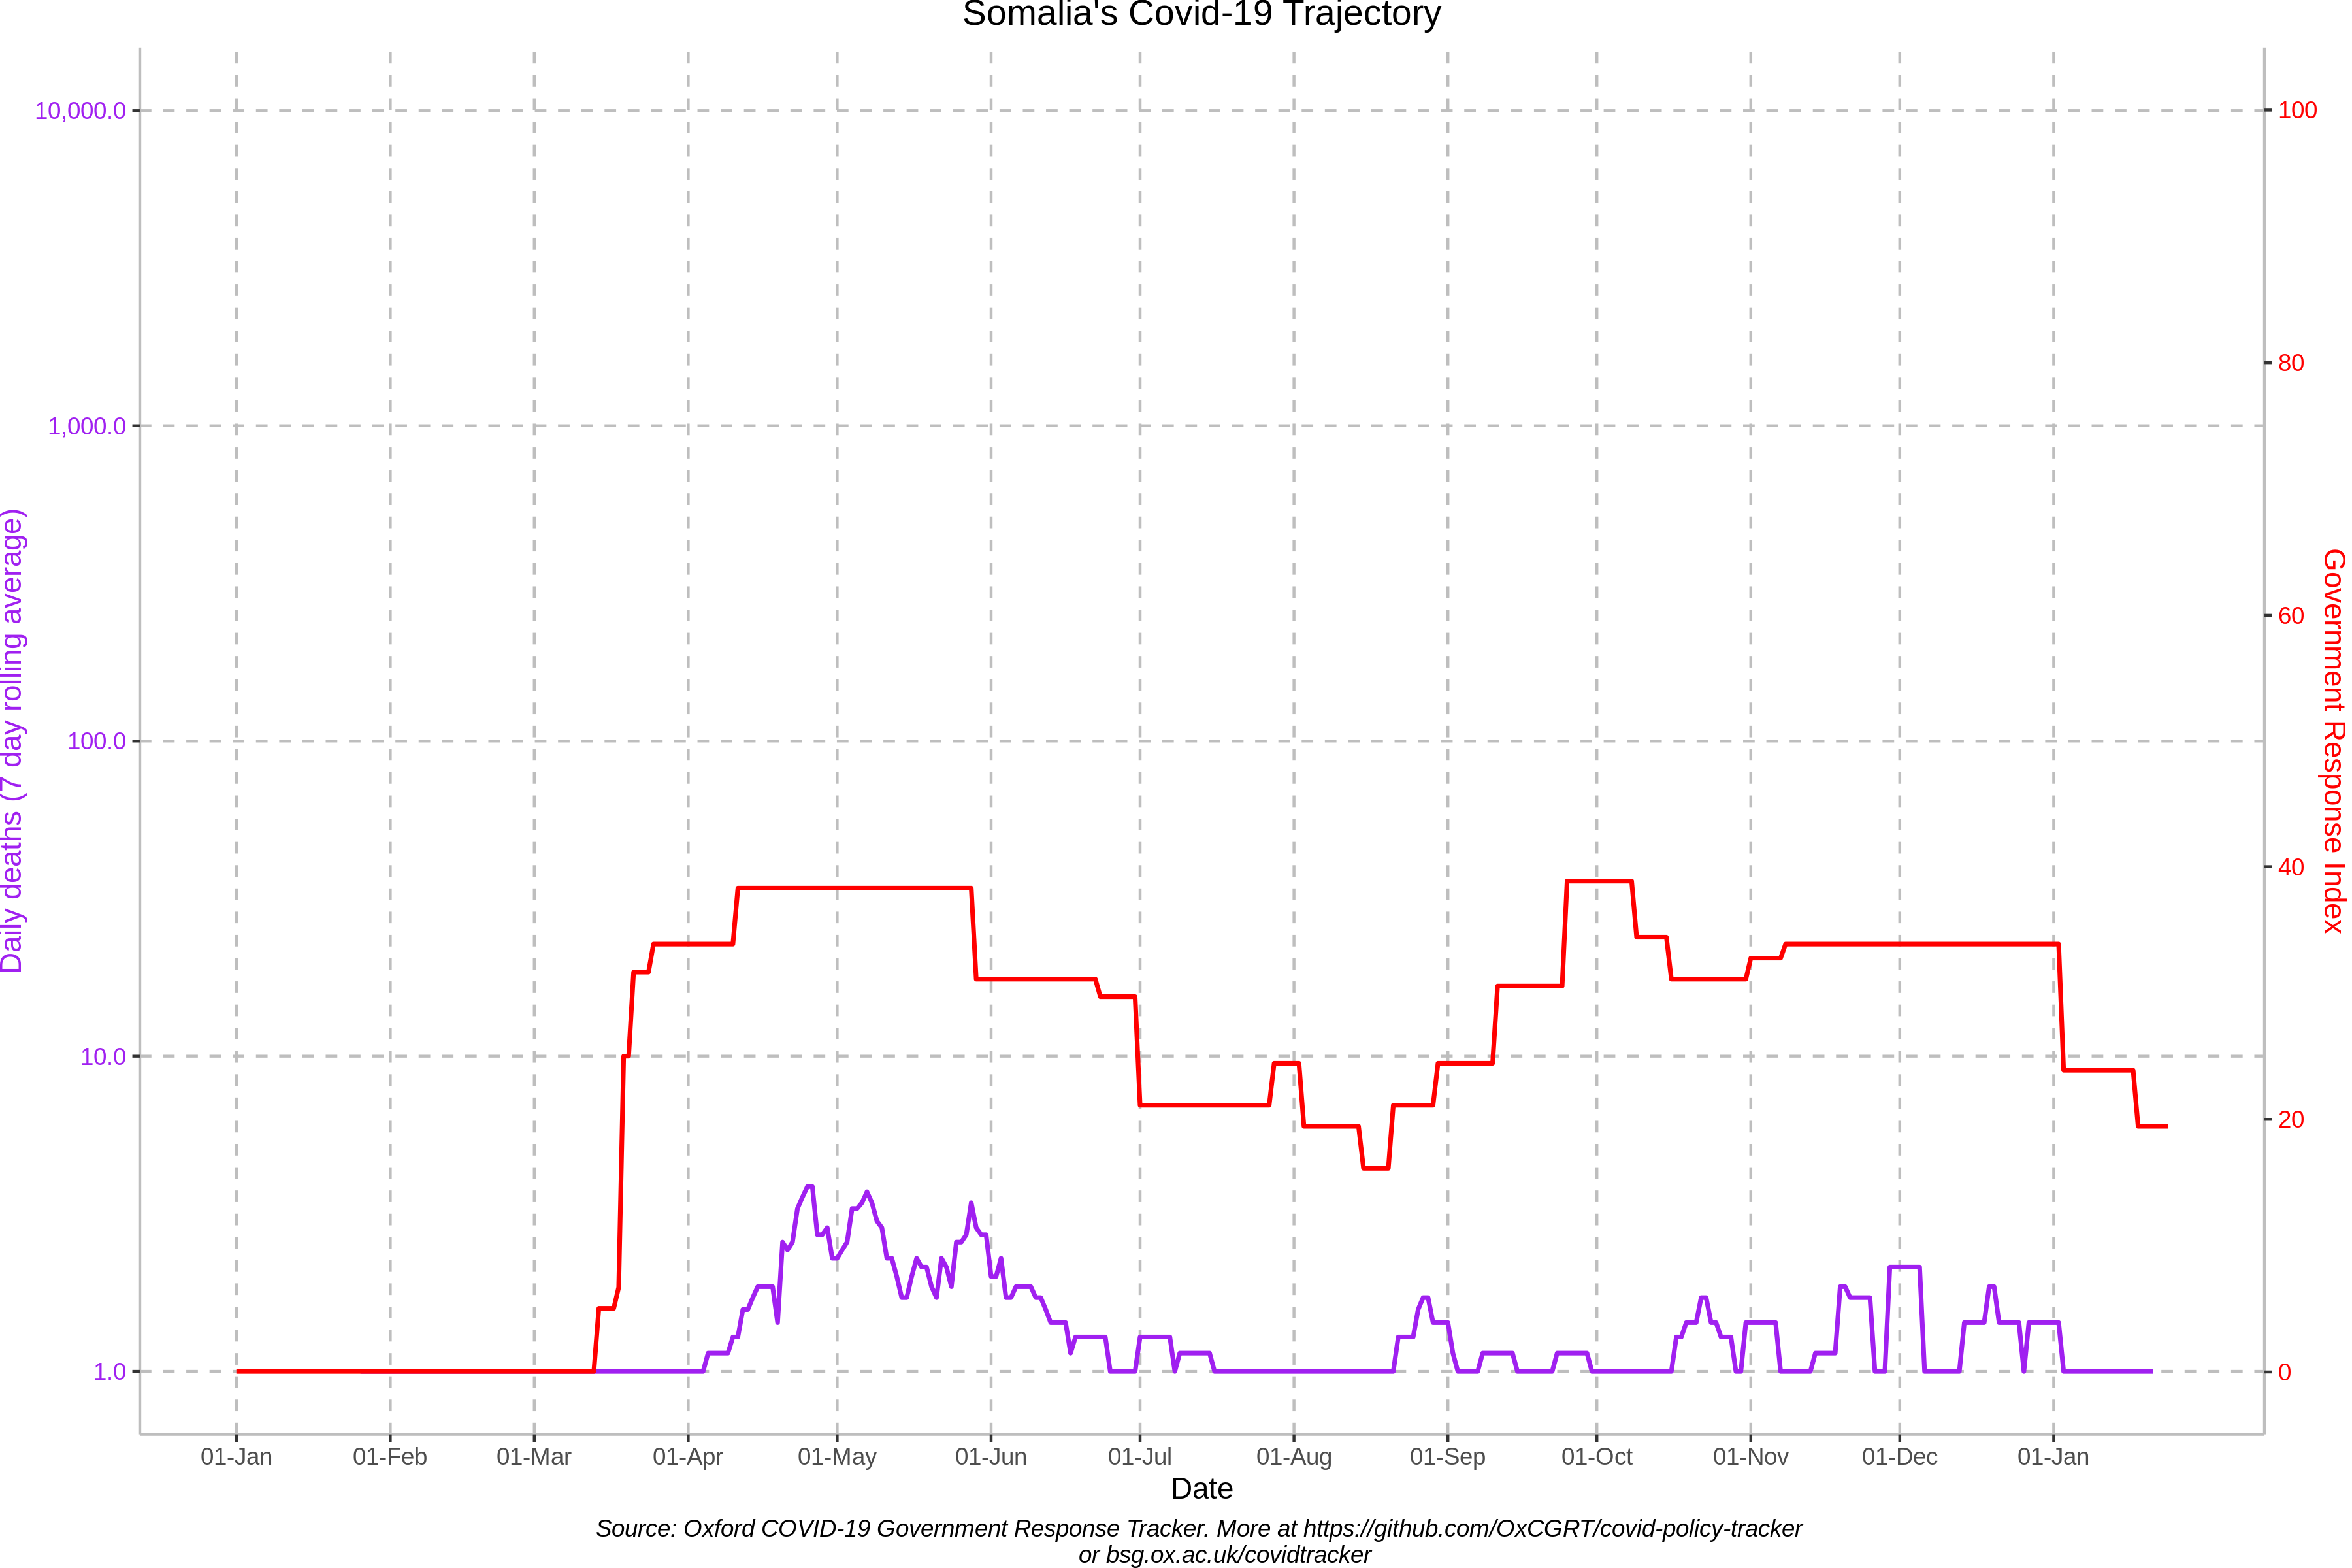 Somalia's Covid-19 Trajectory
10,000.0
1,000.0
100.0
10.0
1.0
Daily deaths (7 day rolling average)
100
80
60
40
20
0
Government Response Index
01-Jan 01-Feb 01-Mar 01-Apr 01-May 01-Jun 01-Jul 01-Aug 01-Sep 01-Oct 01-Nov 01-Dec 01-Jan
Date
Source: Oxford COVID-19 Government Response Tracker. More at https://github.com/OxCGRT/covid-policy-tracker
or bsg.ox.ac.uk/covidtracker